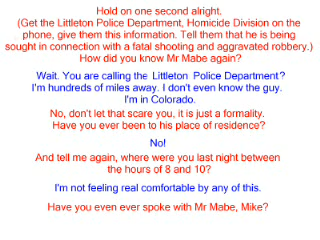 Hold on one second alright.
(Get the Littleton Police Department, Homicide Division on the
phone, give them this information. Tell them that he is being
sought in connection with a fatal shooting and aggravated robbery.)
How did you know Mr Mabe again?
Wait. You are calling the Littleton Police Department?
I'm hundreds of miles away. I don't even know the guy.
I'm in Colorado.
No, don't let that scare you, it is just a formality.
Have you ever been to his place of residence?
No!
And tell me again, where were you last night between
the hours of 8 and 10?
I'm not feeling real comfortable by any of this.
Have you even ever spoke with Mr Mabe, Mike?